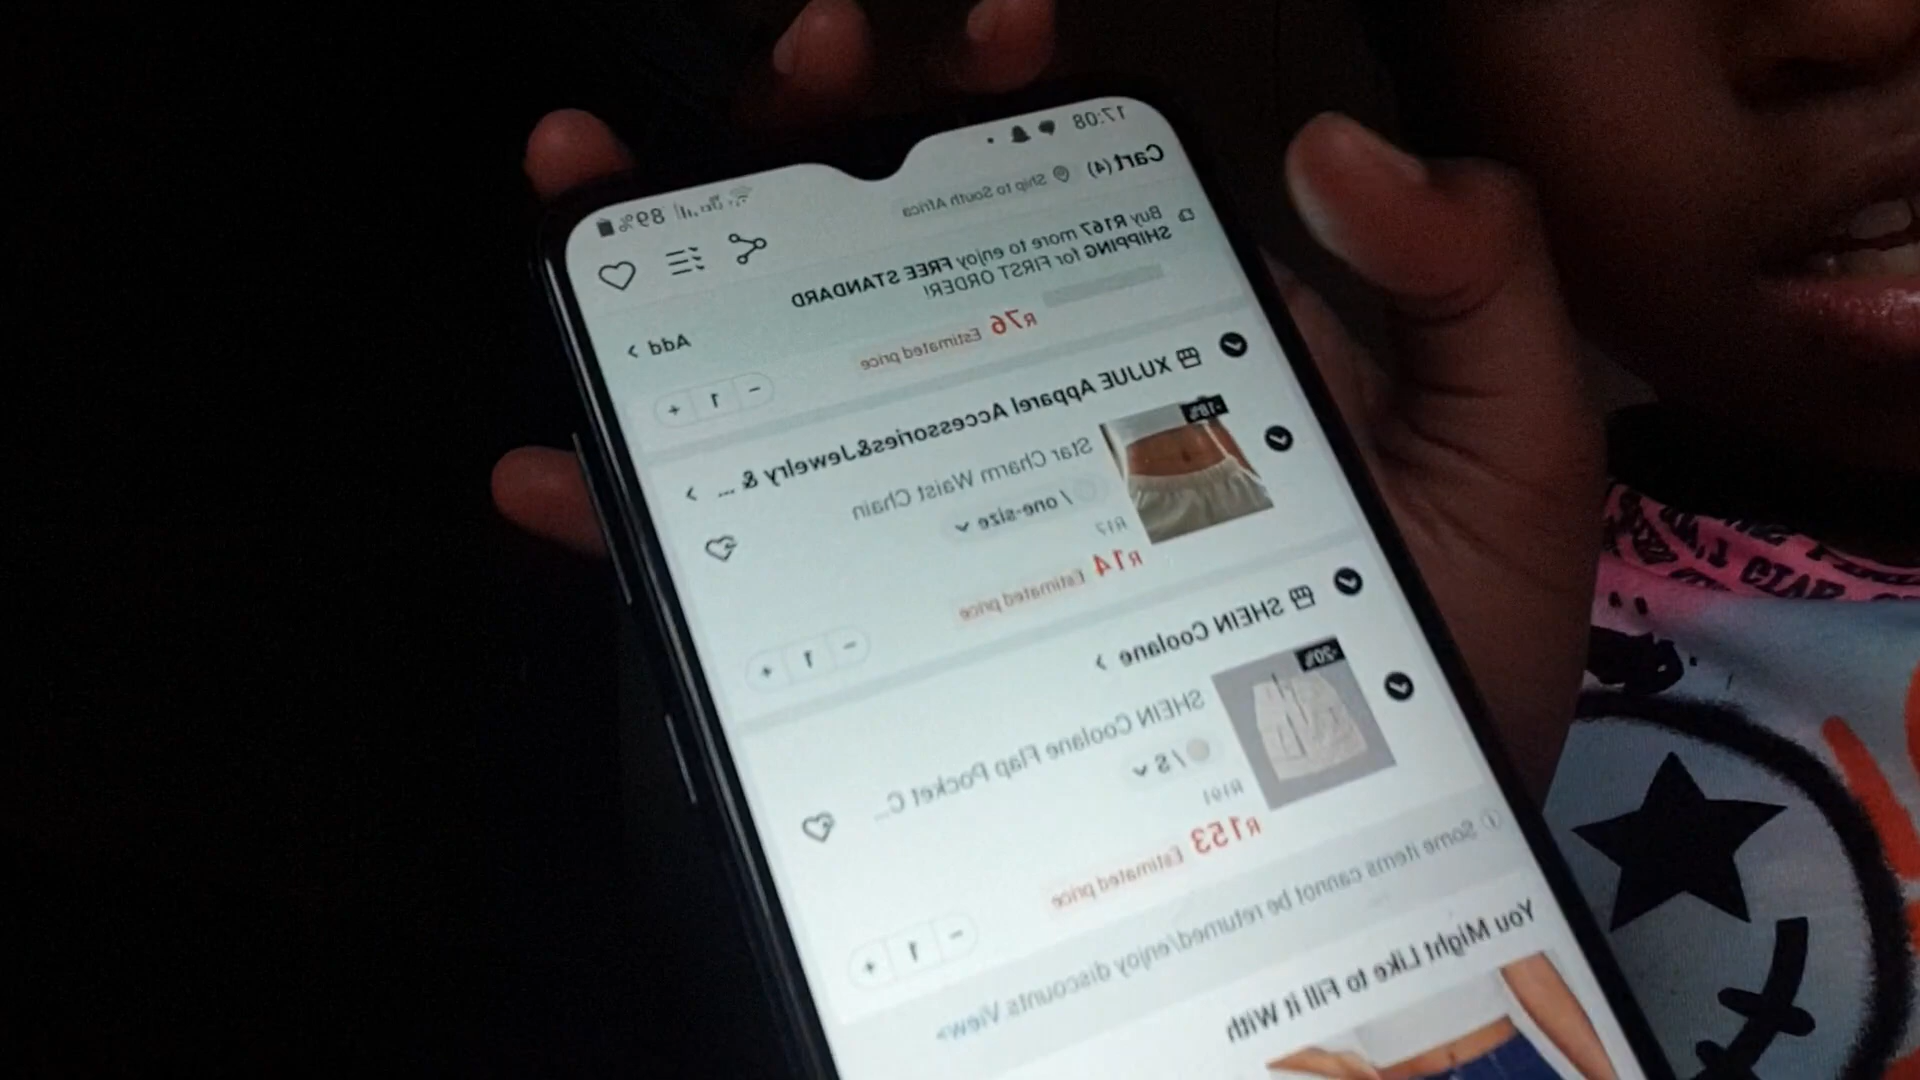 17:08
89%
Cart (4)
Ship to South Africa
Buy R167 more to enjoy FREE STANDARD
SHIPPING for FIRST ORDER!
Add >
R76 Estimated price
- 1 +
XUJUE Apparel Accessories&Jewelry & ... >
-18%
Star Charm Waist Chain
/ one-size
R17
R14 Estimated price
- 1 +
SHEIN Coolane >
-20%
SHEIN Coolane Flap Pocket C...
/ S
R191
R153 Estimated price
- 1 +
Some items cannot be returned/enjoy discounts View>
You Might Like to Fill it With